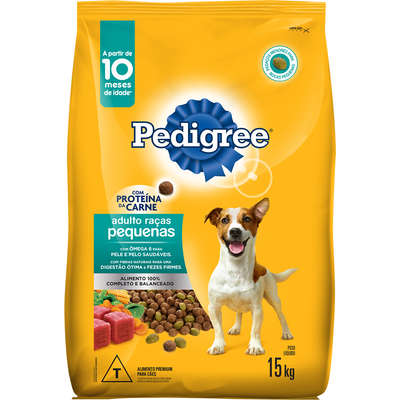 A partir de
10
meses
de idade*
Pedigree
COM
PROTEÍNA
DA
CARNE
adulto raças
pequenas
COM ÔMEGA 6 PARA
PELE E PELO SAUDÁVEIS.
COM FIBRAS NATURAIS PARA UMA
DIGESTÃO ÓTIMA E FEZES FIRMES.
ALIMENTO 100%
COMPLETO E BALANCEADO
T
ALIMENTO PREMIUM
PARA CÃES
PESO
LÍQUIDO
15kg